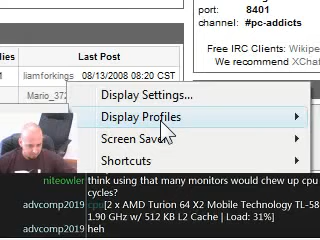 port: 8401
channel: #pc-addicts
lies Last Post
Free IRC Clients: Wikipe
We recommend XChat
1 liamforkings 08/13/2008 08:20 CST
Mario_372
Display Settings...
Display Profiles
Screen Saver
Shortcuts
niteowler think using that many monitors would chew up cpu
cycles?
advcomp2019 cpu[2 x AMD Turion 64 X2 Mobile Technology TL-58
1.90 GHz w/ 512 KB L2 Cache | Load: 31%]
advcomp2019 heh